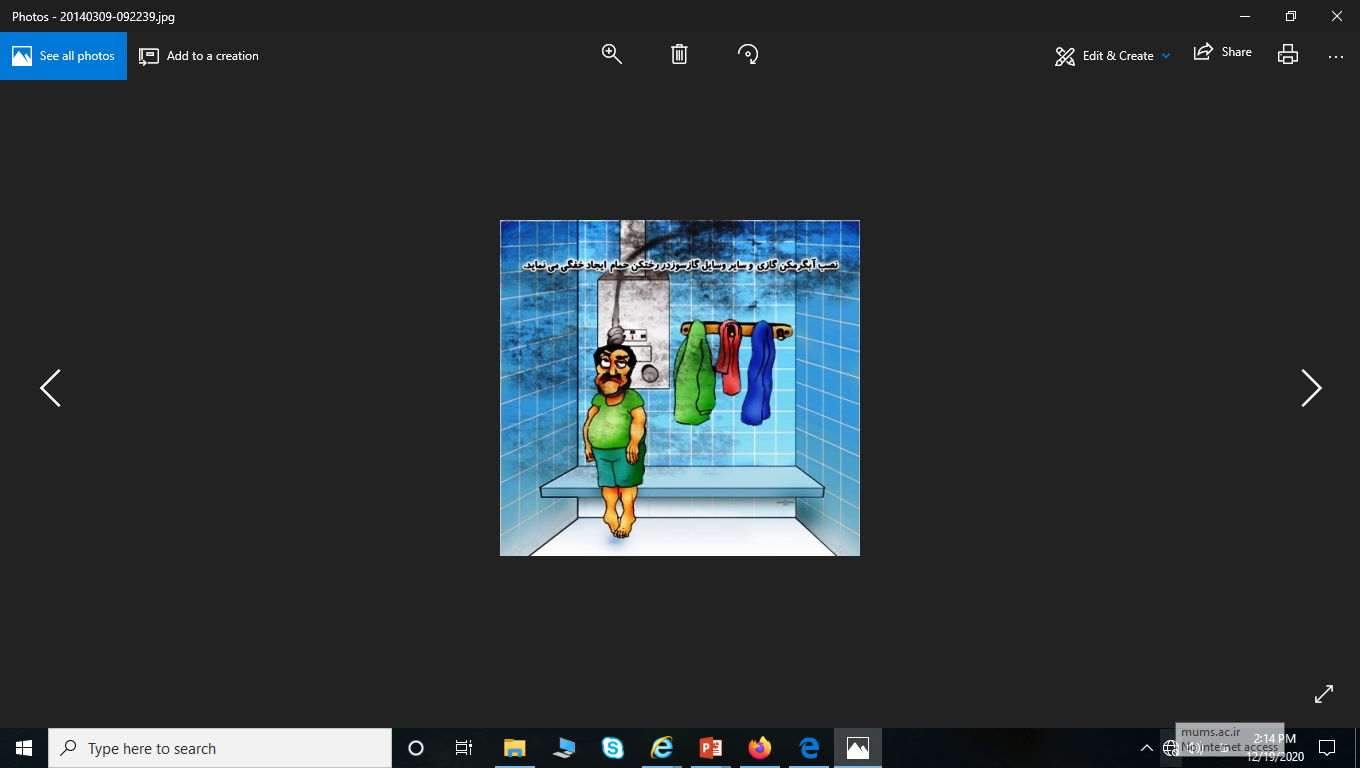 Photos - 20140309-092239.jpg
See all photos
Add to a creation
Edit & Create
Share
نصب آبگرمکن گازی و سایر وسایل گازسوزدر رختکن حمام ایجاد خفگی می نماید.
Type here to search
mums.ac.ir
No Internet access
2:14 PM
12/19/2020